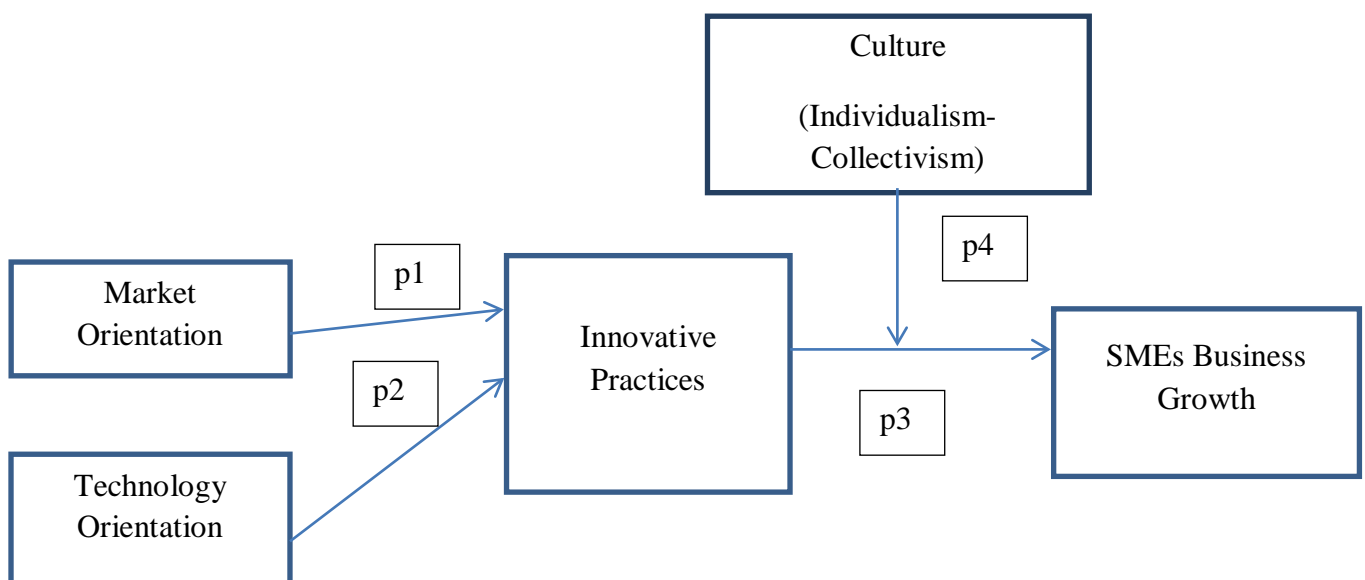 Culture
(Individualism-
Collectivism)
p4
p1
Market
Orientation
Innovative
Practices
SMEs Business
Growth
p2
p3
Technology
Orientation